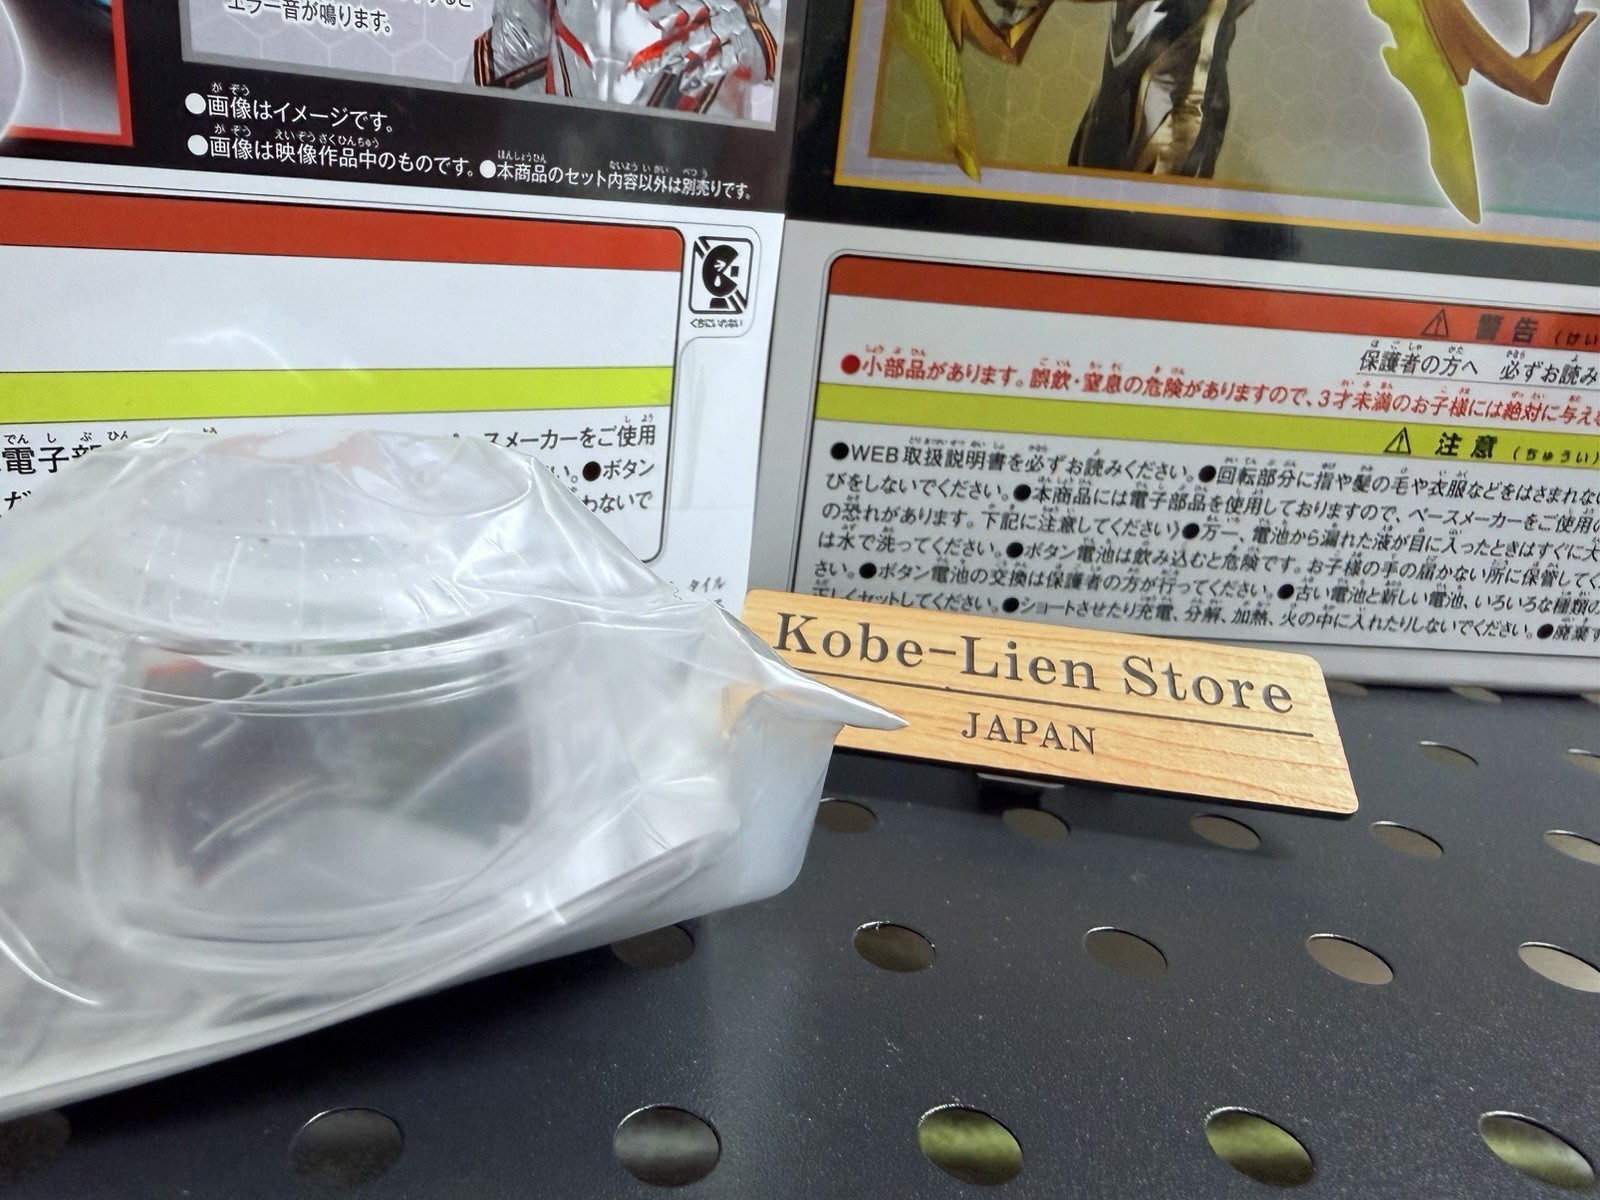 エラー音が鳴ります。
●画像はイメージです。
●画像は映像作品中のものです。●本商品のセット内容以外は別売りです。
くちにいれない
スメーカーをご使用
電子部
い。●ボタン
わないで
タイル
⚠ 警告 (けい
保護者の方へ 必ずお読み
●小部品があります。誤飲・窒息の危険がありますので、3才未満のお子様には絶対に与え
⚠ 注意 (ちゅうい)
●WEB取扱説明書を必ずお読みください。●回転部分に指や髪の毛や衣服などをはさまれな
びをしないでください。●本商品には電子部品を使用しておりますので、ペースメーカーをご使用の
の恐れがあります。下記に注意してください)●万一、電池から漏れた液が目に入ったときはすぐに大
は水で洗ってください。●ボタン電池は飲み込むと危険です。お子様の手の届かない所に保管してく
さい。●ボタン電池の交換は保護者の方が行ってください。●古い電池と新しい電池、いろいろな種類の
正しくセットしてください。●ショートさせたり充電、分解、加熱、火の中に入れたりしないでください。●廃棄す
Kobe-Lien Store
JAPAN